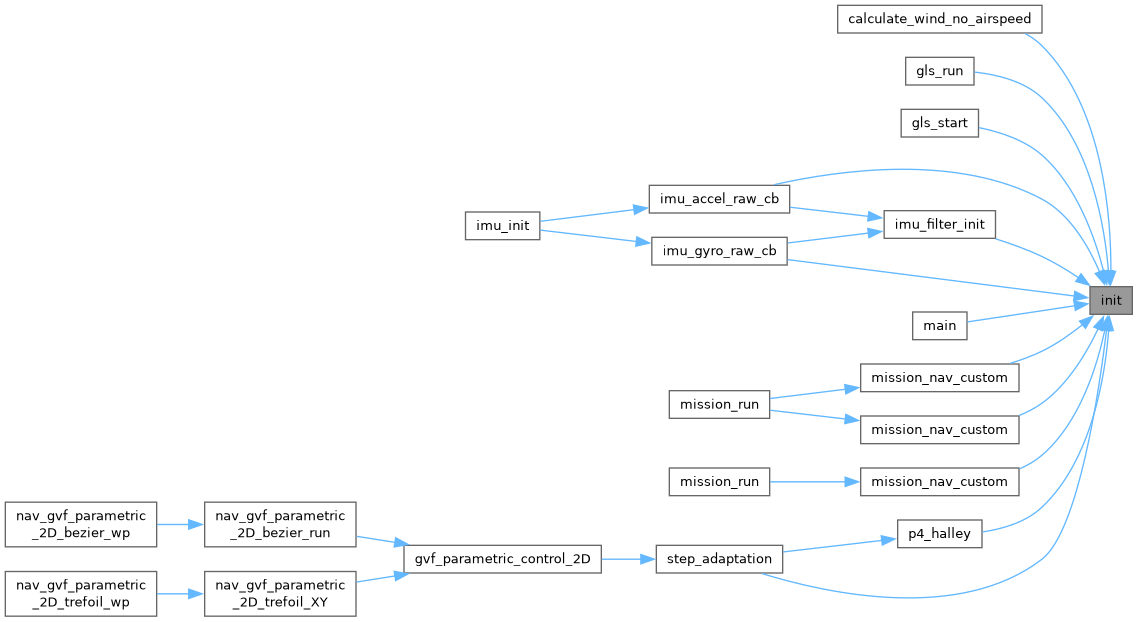 calculate_wind_no_airspeed
gls_run
gls_start
imu_accel_raw_cb
imu_init
imu_filter_init
imu_gyro_raw_cb
init
main
mission_nav_custom
mission_run
mission_nav_custom
mission_run
mission_nav_custom
nav_gvf_parametric
_2D_bezier_wp
nav_gvf_parametric
_2D_bezier_run
p4_halley
gvf_parametric_control_2D
step_adaptation
nav_gvf_parametric
_2D_trefoil_wp
nav_gvf_parametric
_2D_trefoil_XY